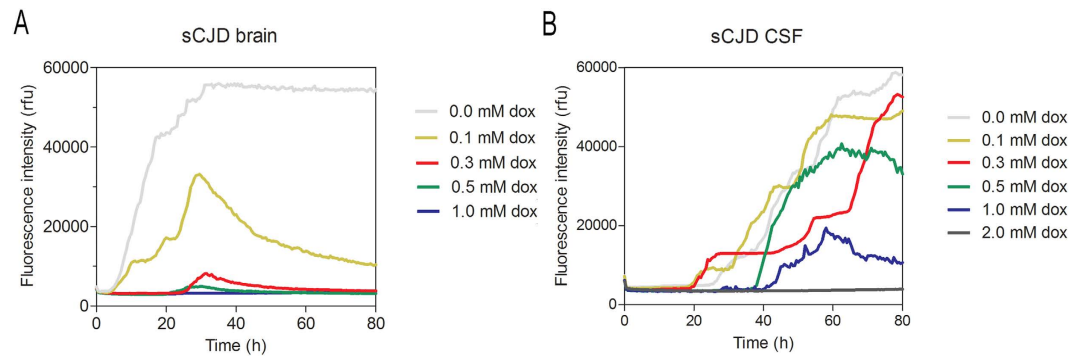 A
sCJD brain
60000
40000
20000
0
0
20
40
60
80
Fluorescence intensity (rfu)
Time (h)
0.0 mM dox
0.1 mM dox
0.3 mM dox
0.5 mM dox
1.0 mM dox
B
sCJD CSF
60000
40000
20000
0
0
20
40
60
80
Fluorescence intensity (rfu)
Time (h)
0.0 mM dox
0.1 mM dox
0.3 mM dox
0.5 mM dox
1.0 mM dox
2.0 mM dox